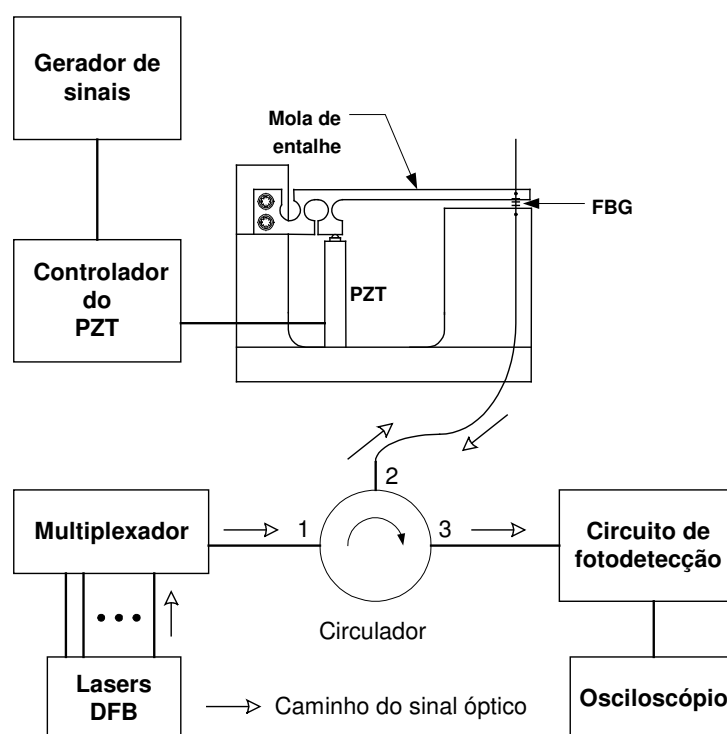 Gerador de
sinais
Mola de
entalhe
FBG
Controlador
do
PZT
PZT
2
Multiplexador
1
3
Circuito de
fotodetecção
Circulador
Lasers
DFB
Caminho do sinal óptico
Osciloscópio